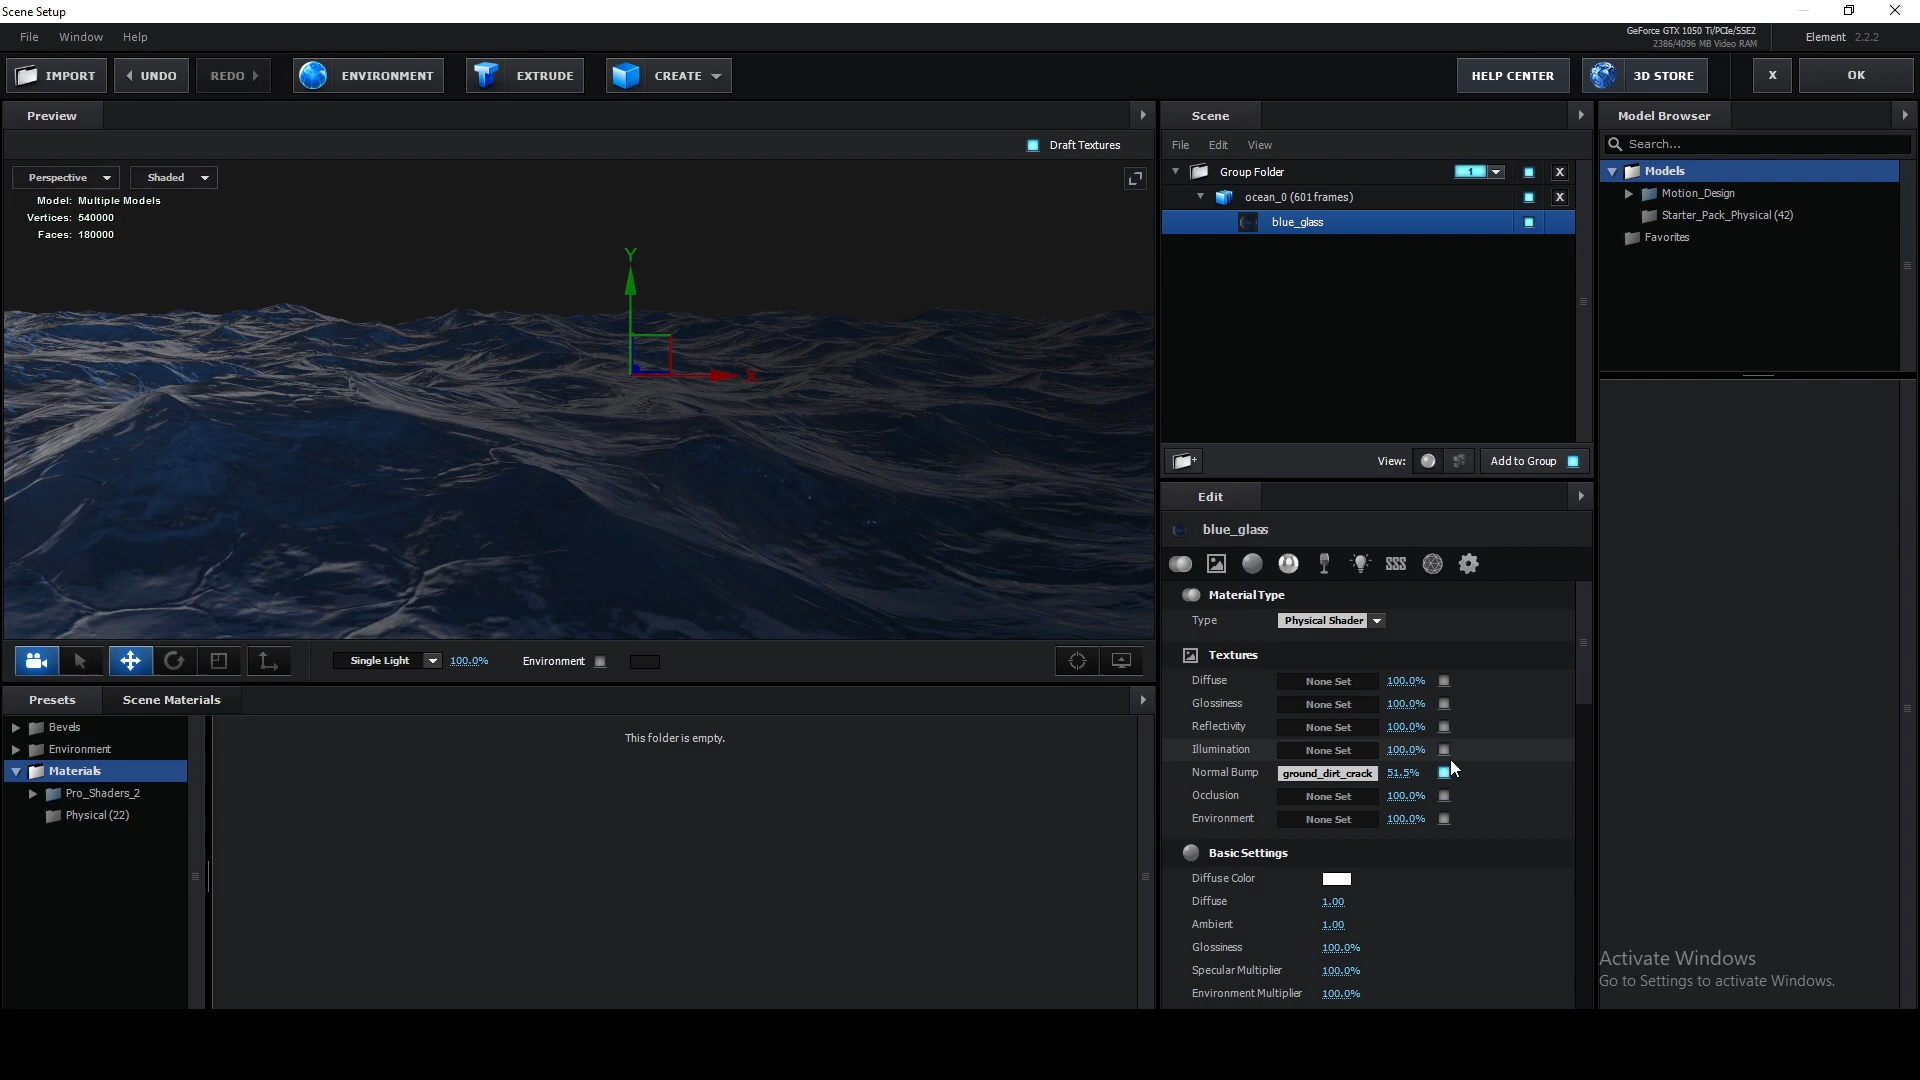 Scene Setup
File Window Help
GeForce GTX 1050 Ti/PCIe/SSE2
2386/4096 MB Video RAM
Element 2.2.2
IMPORT UNDO REDO ENVIRONMENT EXTRUDE CREATE HELP CENTER 3D STORE X OK
Preview
Draft Textures
Perspective Shaded
Model: Multiple Models
Vertices: 540000
Faces: 180000
Y
X
Single Light 100.0% Environment
Presets Scene Materials
Bevels
Environment
Materials
Pro_Shaders_2
Physical (22)
This folder is empty.
Scene
File Edit View
Group Folder 1 X
ocean_0 (601 frames) X
blue_glass
View: Add to Group
Edit
blue_glass
Material Type
Type Physical Shader
Textures
Diffuse None Set 100.0%
Glossiness None Set 100.0%
Reflectivity None Set 100.0%
Illumination None Set 100.0%
Normal Bump ground_dirt_crack 51.5%
Occlusion None Set 100.0%
Environment None Set 100.0%
Basic Settings
Diffuse Color
Diffuse 1.00
Ambient 1.00
Glossiness 100.0%
Specular Multiplier 100.0%
Environment Multiplier 100.0%
Model Browser
Search...
Models
Motion_Design
Starter_Pack_Physical (42)
Favorites
Activate Windows
Go to Settings to activate Windows.